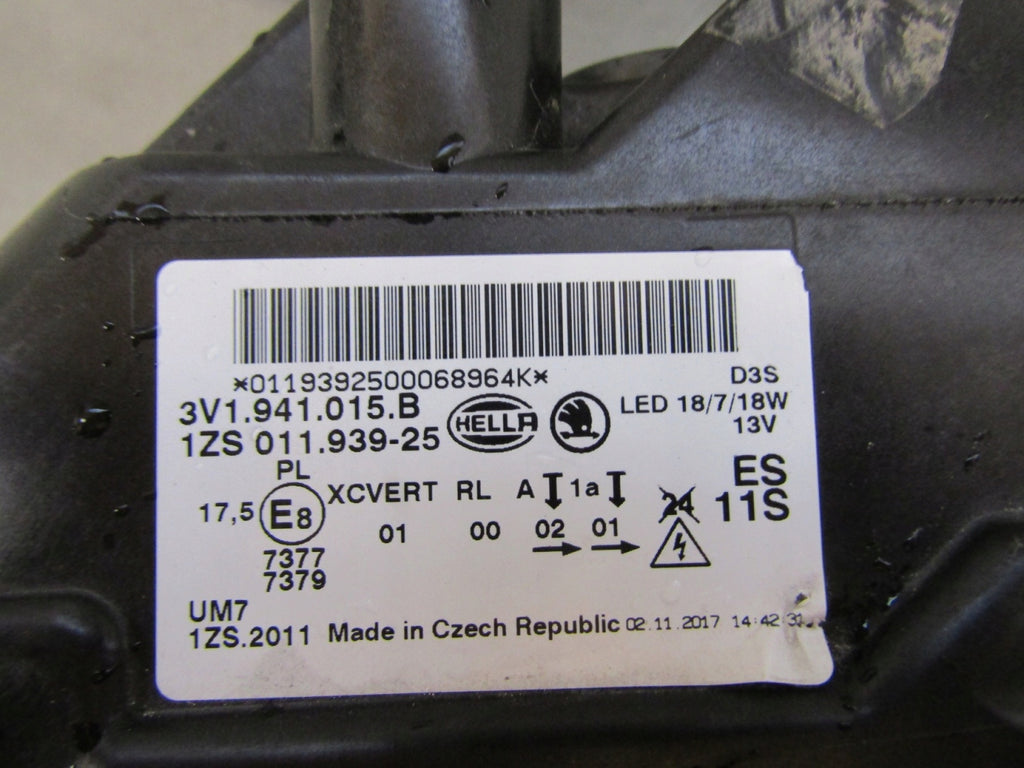 *0119392500068964K*
D3S
3V1.941.015.B
HELLA
LED 18/7/18W
1ZS 011.939-25
13V
PL
17,5 E8 XCVERT RL A 1a 24 ES
01 00 02 01 11S
7377
7379
UM7
1ZS.2011 Made in Czech Republic 02.11.2017 14:42